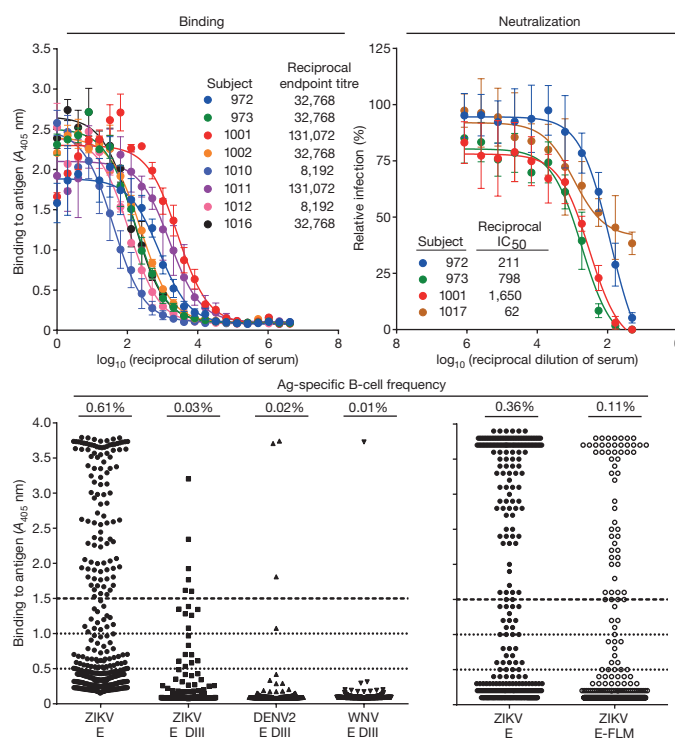 Binding
Neutralization
3.5
3.0
2.5
2.0
1.5
1.0
0.5
0
Binding to antigen (A405 nm)
Subject Reciprocal endpoint titre
972 32,768
973 32,768
1001 131,072
1002 32,768
1010 8,192
1011 131,072
1012 8,192
1016 32,768
0 2 4 6 8
log10 (reciprocal dilution of serum)
125
100
75
50
25
0
Relative infection (%)
Subject Reciprocal IC50
972 211
973 798
1001 1,650
1017 62
8 6 4 2 0
log10 (reciprocal dilution of serum)
Ag-specific B-cell frequency
0.61% 0.03% 0.02% 0.01% 0.36% 0.11%
4.0
3.5
3.0
2.5
2.0
1.5
1.0
0.5
0
Binding to antigen (A405 nm)
ZIKV ZIKV DENV2 WNV ZIKV ZIKV
E E DIII E DIII E DIII E E-FLM